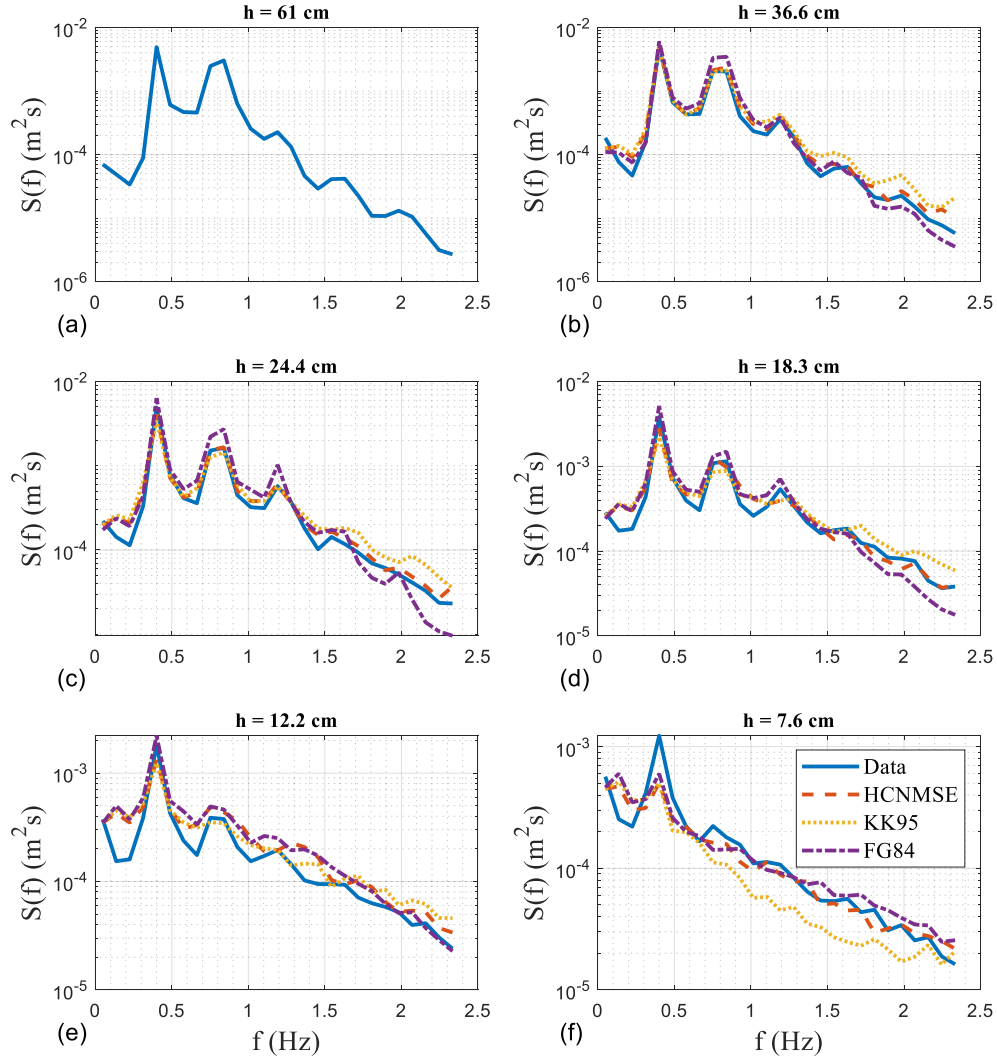 h = 61 cm
10^-2
10^-4
10^-6
S(f) (m^2 s)
0 0.5 1 1.5 2 2.5
(a)
h = 36.6 cm
10^-2
10^-4
10^-6
S(f) (m^2 s)
0 0.5 1 1.5 2 2.5
(b)
h = 24.4 cm
10^-2
10^-4
S(f) (m^2 s)
0 0.5 1 1.5 2 2.5
(c)
h = 18.3 cm
10^-2
10^-3
10^-4
10^-5
S(f) (m^2 s)
0 0.5 1 1.5 2 2.5
(d)
h = 12.2 cm
10^-3
10^-4
10^-5
S(f) (m^2 s)
0 0.5 1 1.5 2 2.5
(e)
f (Hz)
h = 7.6 cm
10^-3
10^-4
10^-5
S(f) (m^2 s)
Data
HCNMSE
KK95
FG84
0 0.5 1 1.5 2 2.5
(f)
f (Hz)